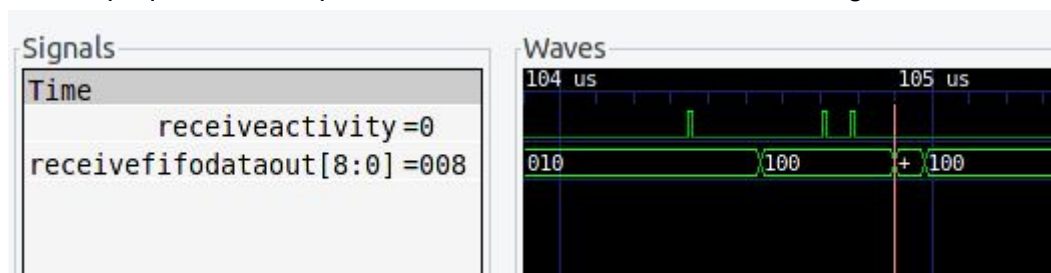 Signals
Waves
Time
104 us 105 us
receiveactivity=0
receivefifodataout[8:0]=008
010 100 + 100